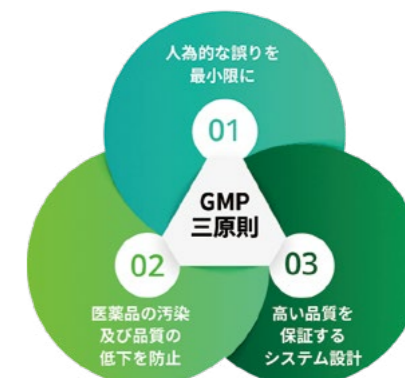 人為的な誤りを
最小限に
01
GMP
三原則
02
医薬品の汚染
及び品質の
低下を防止
03
高い品質を
保証する
システム設計